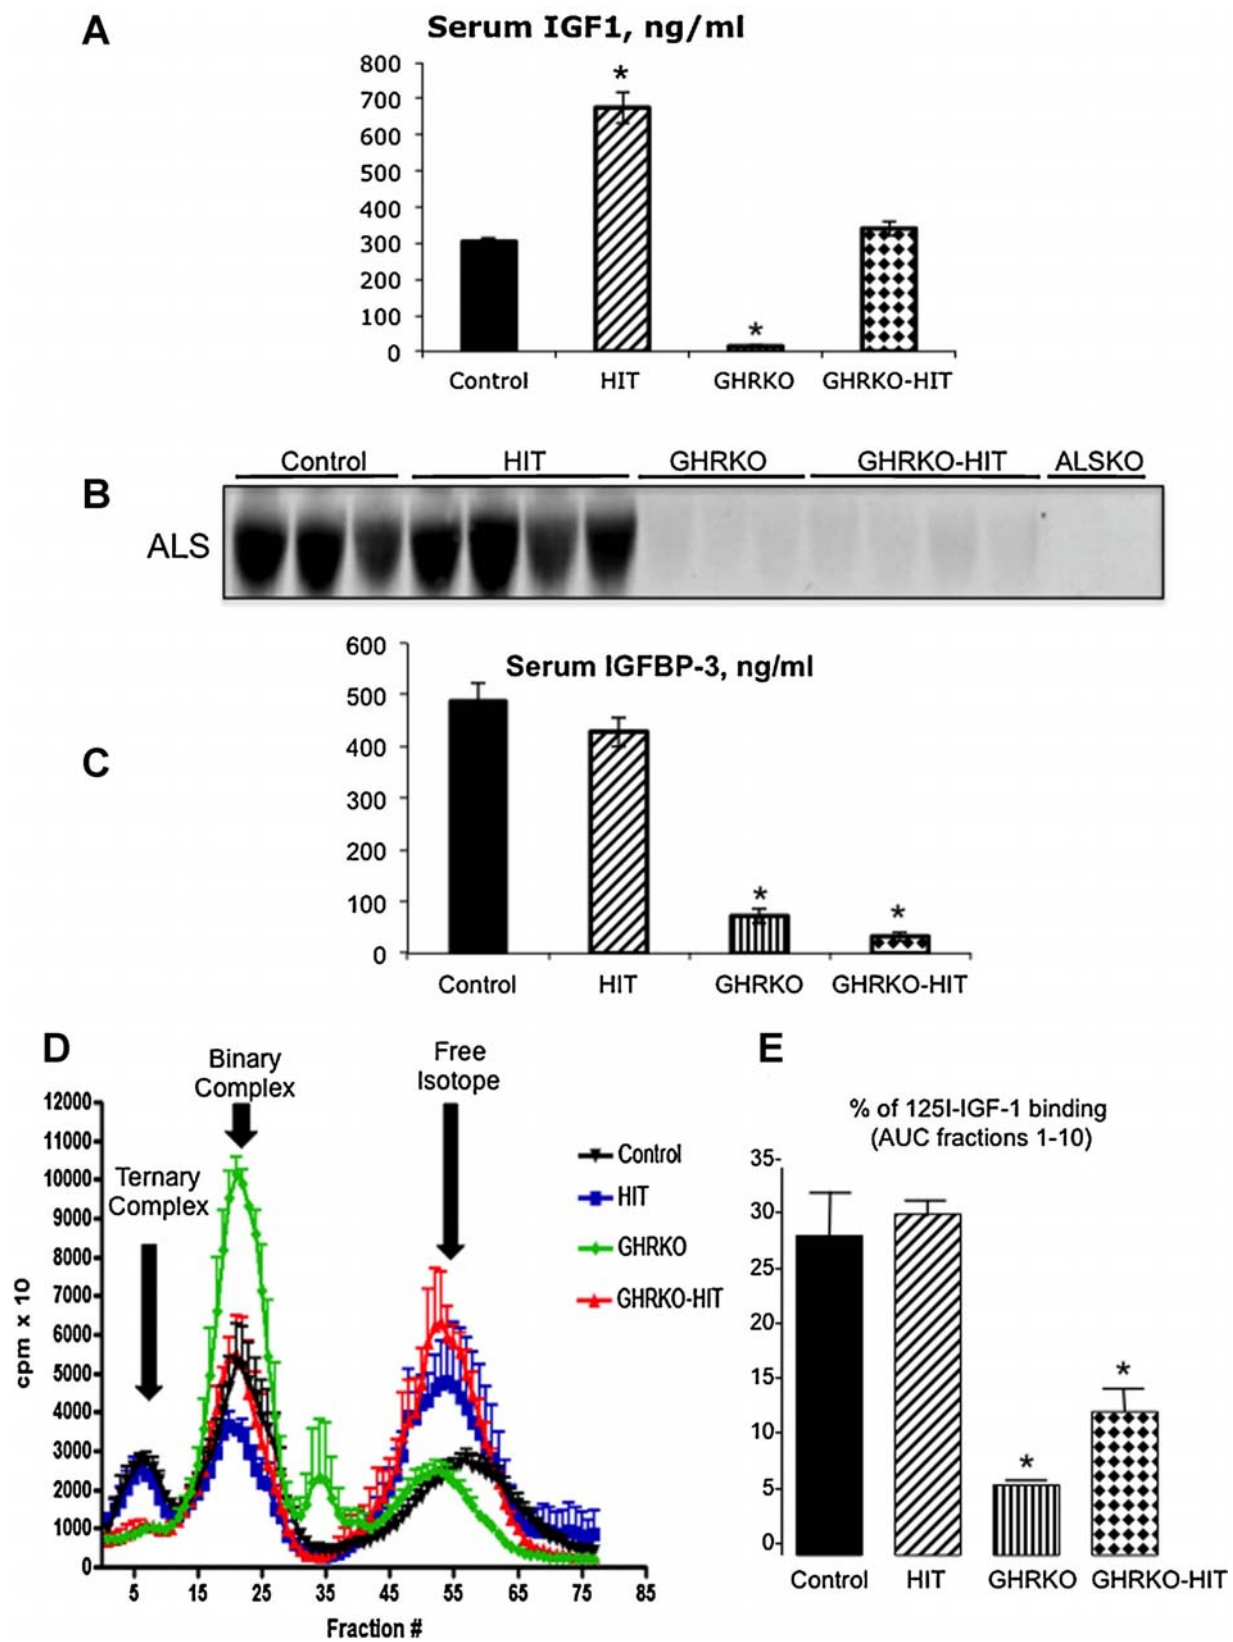 A
Serum IGF1, ng/ml
800
700
600
500
400
300
200
100
0
*
*
Control HIT GHRKO GHRKO-HIT
B
Control HIT GHRKO GHRKO-HIT ALSKO
ALS
C
Serum IGFBP-3, ng/ml
600
500
400
300
200
100
0
*
*
Control HIT GHRKO GHRKO-HIT
D
Binary
Complex
Free
Isotope
Ternary
Complex
12000
11000
10000
9000
8000
7000
6000
5000
4000
3000
2000
1000
0
cpm x 10
Control
HIT
GHRKO
GHRKO-HIT
5 15 25 35 45 55 65 75 85
Fraction #
E
% of 125I-IGF-1 binding
(AUC fractions 1-10)
35
30
25
20
15
10
5
0
*
*
Control HIT GHRKO GHRKO-HIT